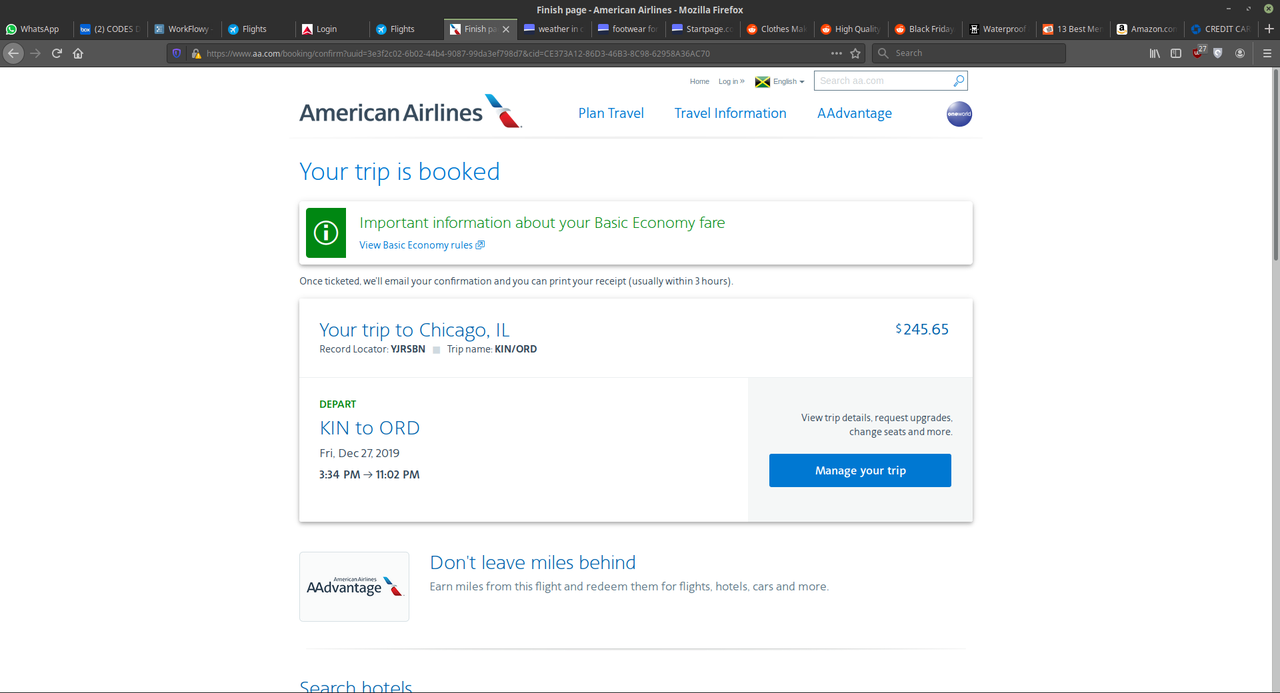 Finish page - American Airlines - Mozilla Firefox
WhatsApp
box (2) CODES D
WorkFlowy -
Flights
Login
Flights
Finish pa
weather in c
footwear for
Startpage.co
Clothes Mak
High Quality
Black Friday
Waterproof
13 Best Mer
Amazon.com
CREDIT CAR
https://www.aa.com/booking/confirm?uuid=3e3f2c02-6b02-44b4-9087-99da3ef798d7&cid=CE373A12-86D3-46B3-8C98-62958A36AC70
Search
27
Home Log in » English
Search aa.com
American Airlines
Plan Travel Travel Information AAdvantage
oneworld
Your trip is booked
Important information about your Basic Economy fare
View Basic Economy rules
Once ticketed, we'll email your confirmation and you can print your receipt (usually within 3 hours).
Your trip to Chicago, IL
$245.65
Record Locator: YJRSBN Trip name: KIN/ORD
DEPART
KIN to ORD
Fri, Dec 27, 2019
3:34 PM → 11:02 PM
View trip details, request upgrades,
change seats and more.
Manage your trip
American Airlines
AAdvantage
Don't leave miles behind
Earn miles from this flight and redeem them for flights, hotels, cars and more.
Search hotels